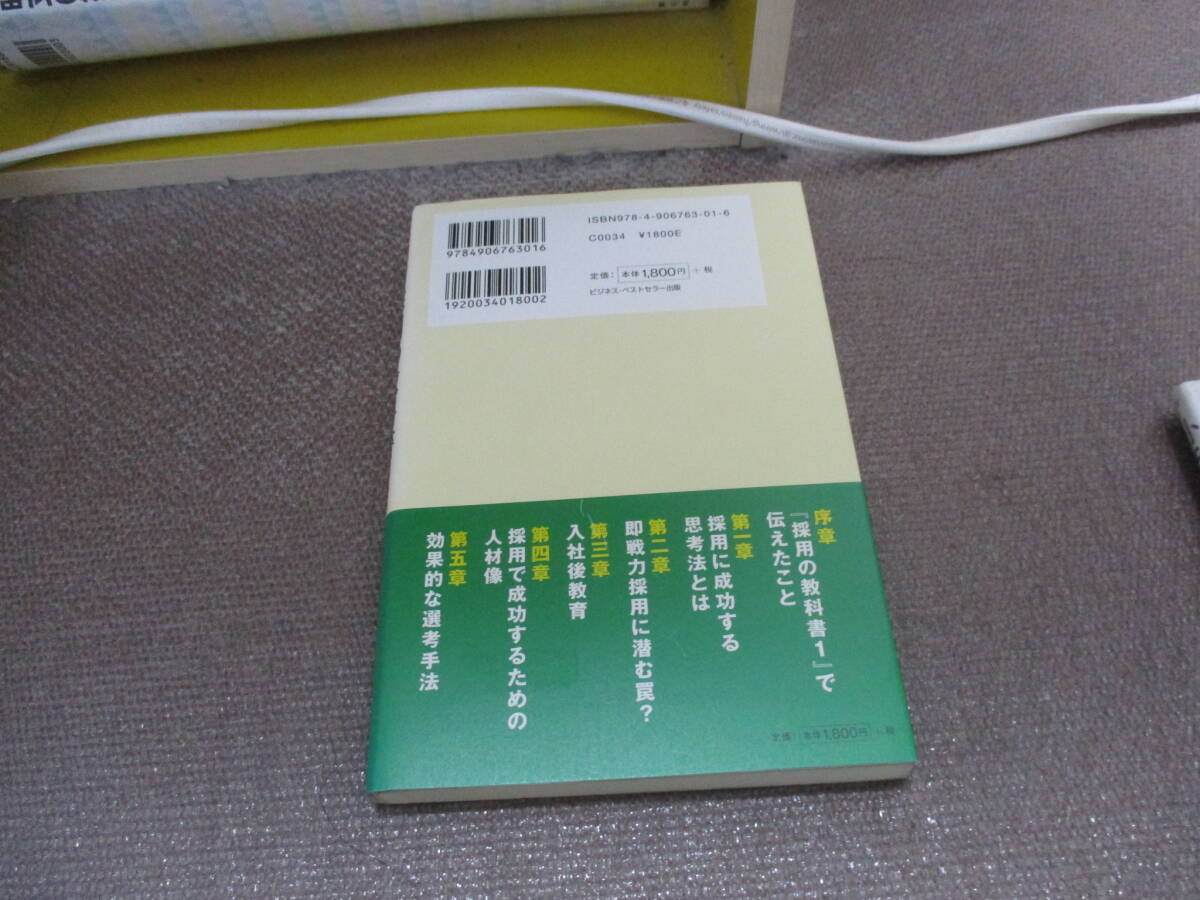 ISBN978-4-906763-01-6
C0034 ¥1800E
定価： 本体1,800円 ＋税
ビジネス・ベストセラー出版
9784906763016
1920034018002
序章
『採用の教科書１』で
伝えたこと
第一章
採用に成功する
思考法とは
第二章
即戦力採用に潜む罠？
第三章
入社後教育
第四章
採用で成功するための
人材像
第五章
効果的な選考手法
定価： 本体1,800円 ＋税